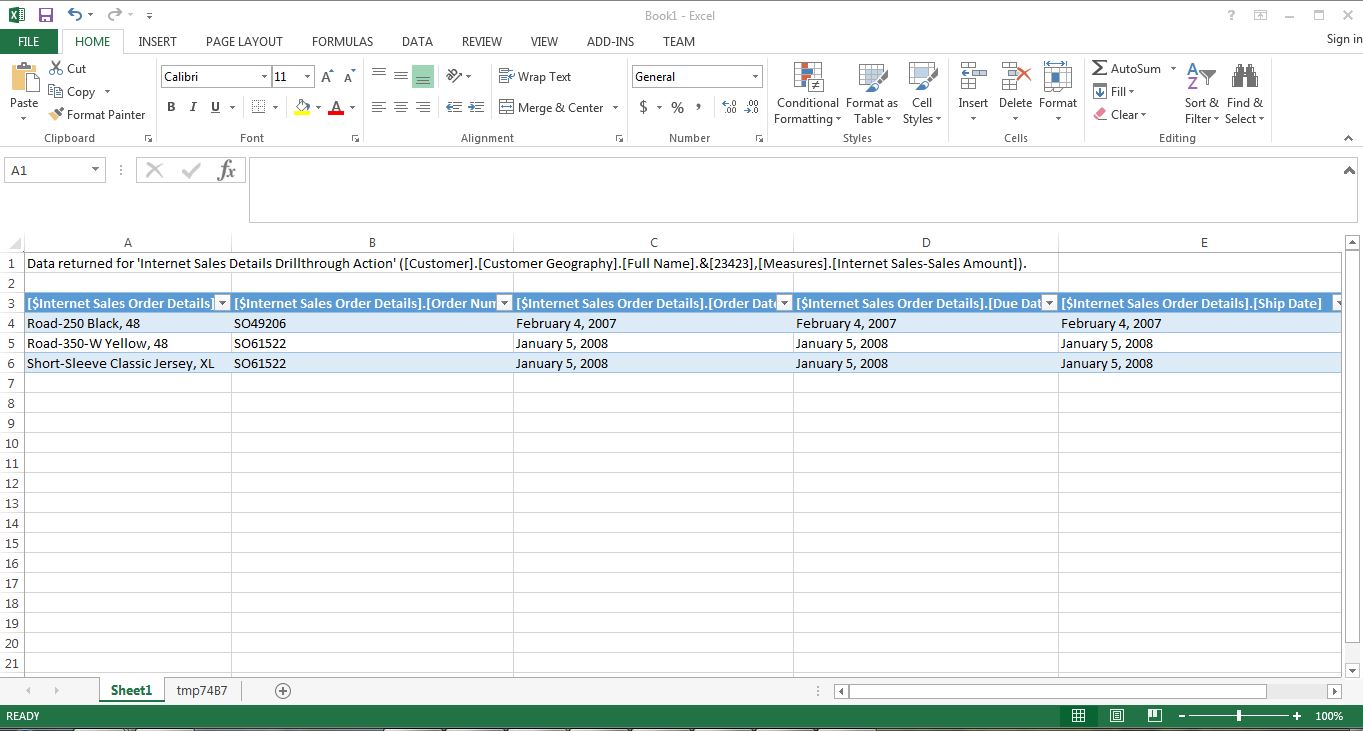 Book1 - Excel
?
Sign in
FILE HOME INSERT PAGE LAYOUT FORMULAS DATA REVIEW VIEW ADD-INS TEAM
Paste
Cut
Copy
Format Painter
Clipboard
Calibri 11 A A
B I U A
Font
Wrap Text
Merge & Center
Alignment
General
$ % ,
Number
Conditional Formatting
Format as Table
Cell Styles
Styles
Insert
Delete
Format
Cells
AutoSum
Fill
Clear
Sort & Filter
Find & Select
Editing
A1 fx
A B C D E
1 Data returned for 'Internet Sales Details Drillthrough Action' ([Customer].[Customer Geography].[Full Name].&[23423],[Measures].[Internet Sales-Sales Amount]).
2
3 [$Internet Sales Order Details] [$Internet Sales Order Details].[Order Num [$Internet Sales Order Details].[Order Date [$Internet Sales Order Details].[Due Dat [$Internet Sales Order Details].[Ship Date]
4 Road-250 Black, 48 SO49206 February 4, 2007 February 4, 2007 February 4, 2007
5 Road-350-W Yellow, 48 SO61522 January 5, 2008 January 5, 2008 January 5, 2008
6 Short-Sleeve Classic Jersey, XL SO61522 January 5, 2008 January 5, 2008 January 5, 2008
7
8
9
10
11
12
13
14
15
16
17
18
19
20
21
Sheet1 tmp74B7
READY 100%